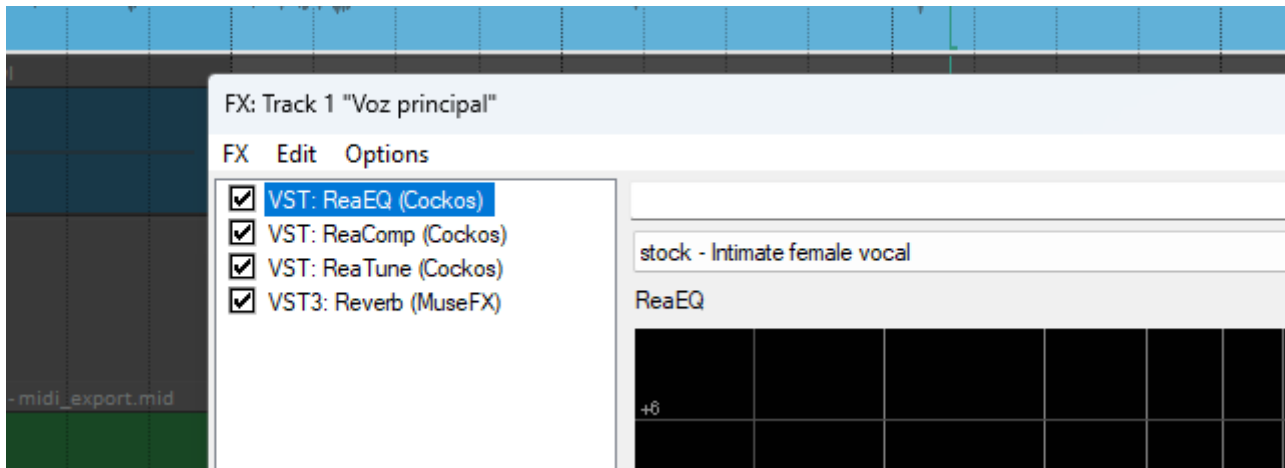 FX: Track 1 "Voz principal"
FX Edit Options
VST: ReaEQ (Cockos)
VST: ReaComp (Cockos)
VST: ReaTune (Cockos)
VST3: Reverb (MuseFX)
stock - Intimate female vocal
ReaEQ
+6
- midi_export.mid